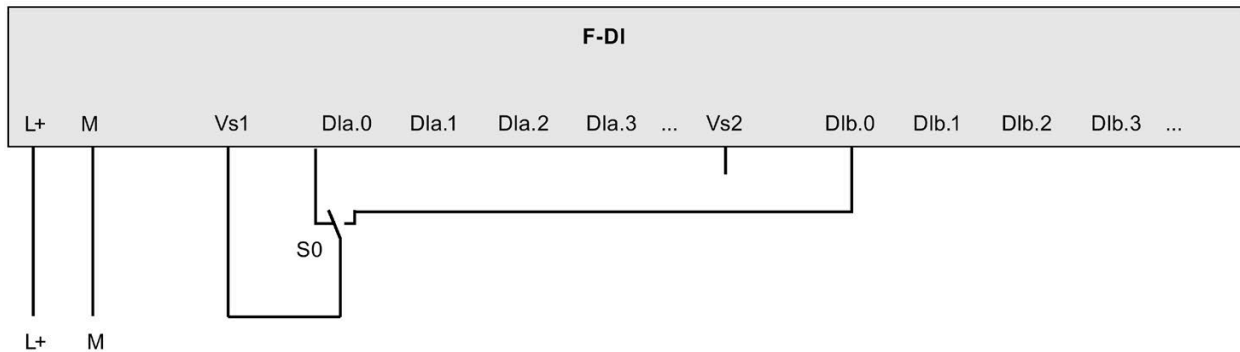 F-DI
L+ M Vs1 DIa.0 DIa.1 DIa.2 DIa.3 ... Vs2 DIb.0 DIb.1 DIb.2 DIb.3 ...
S0
L+ M